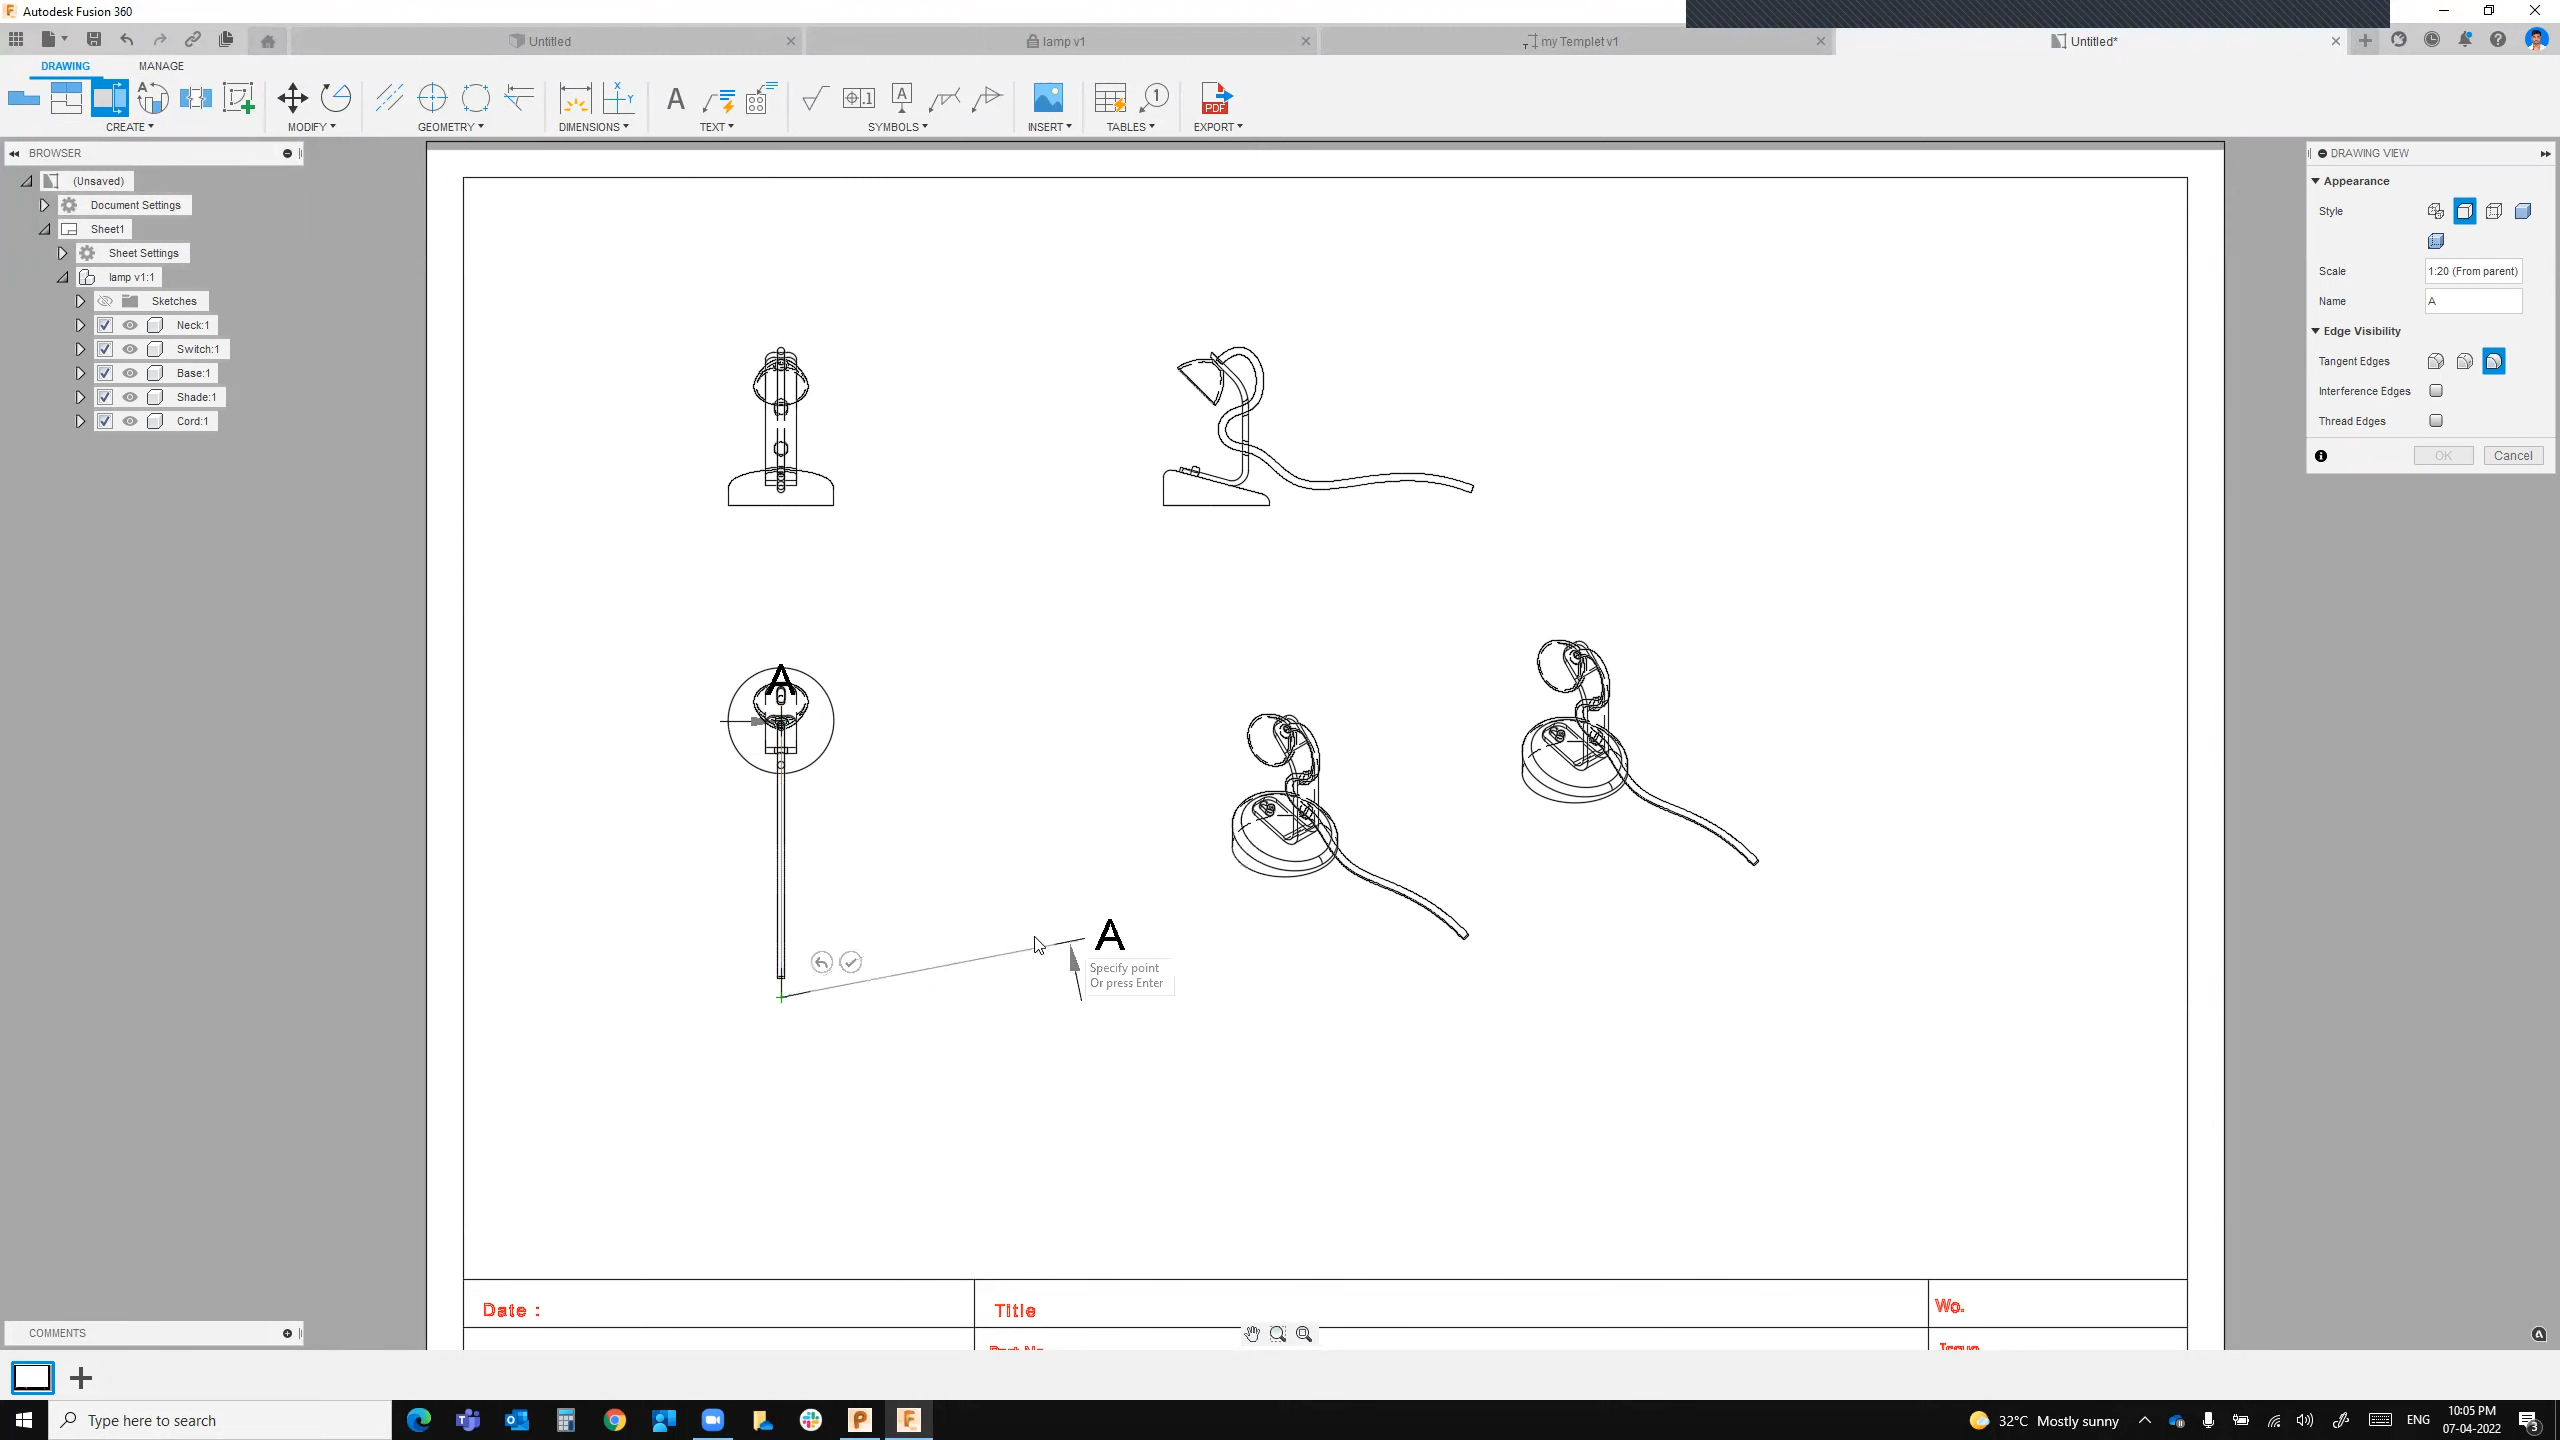 Autodesk Fusion 360
Untitled
lamp v1
my Templet v1
Untitled*
DRAWING
MANAGE
A
A
X
Y
A
.1
A
1
PDF
CREATE
MODIFY
GEOMETRY
DIMENSIONS
TEXT
SYMBOLS
INSERT
TABLES
EXPORT
BROWSER
(Unsaved)
Document Settings
Sheet1
Sheet Settings
lamp v1:1
Sketches
Neck:1
Switch:1
Base:1
Shade:1
Cord:1
DRAWING VIEW
Appearance
Style
Scale
1:20 (From parent)
Name
A
Edge Visibility
Tangent Edges
Interference Edges
Thread Edges
OK
Cancel
A
A
Specify point
Or press Enter
Date :
Title
Wo.
COMMENTS
Type here to search
32°C Mostly sunny
ENG
10:05 PM
07-04-2022
3